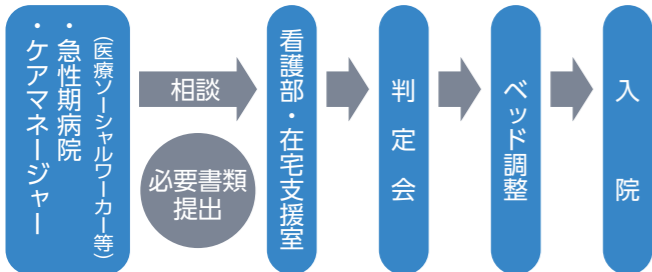 ・急性期病院
（医療ソーシャルワーカー等）
・ケアマネージャー
相談
必要書類
提出
看護部・在宅支援室
判定会
ベッド調整
入院